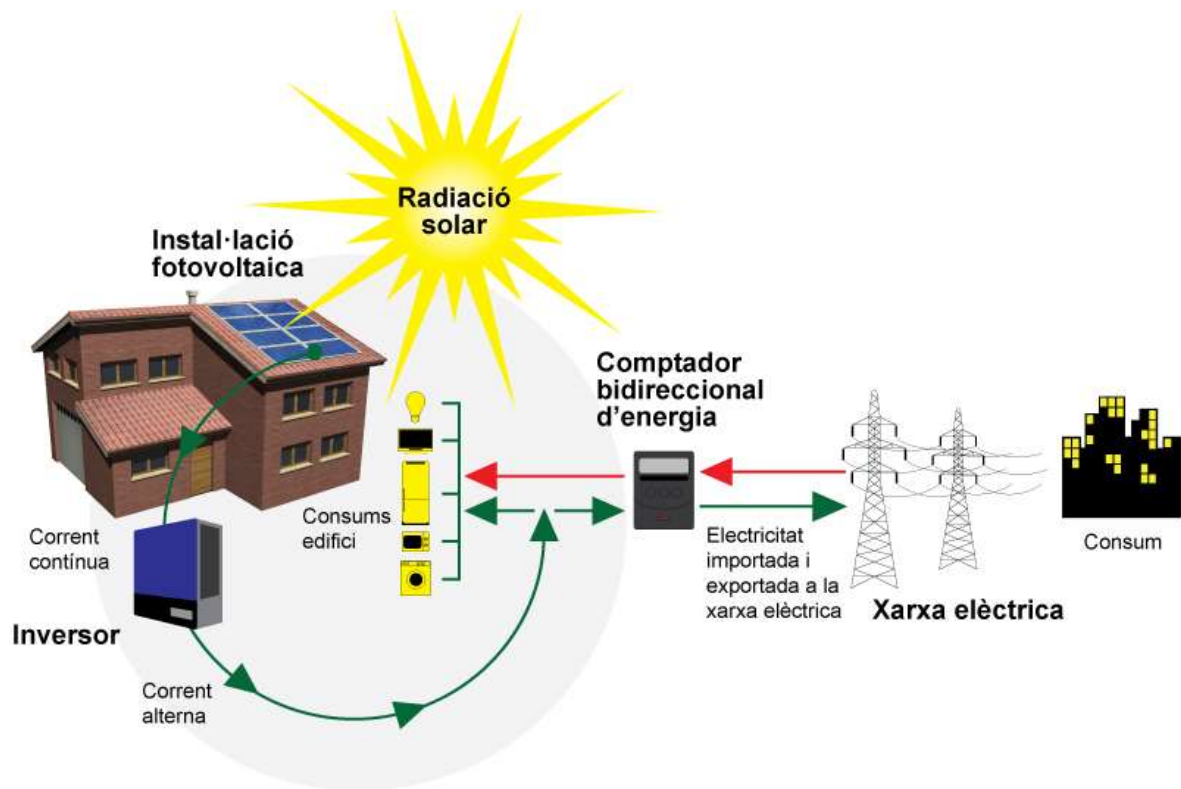 Radiació
solar
Instal·lació
fotovoltaica
Comptador
bidireccional
d'energia
Consums
edifici
Corrent
contínua
Electricitat
importada i
exportada a la
xarxa elèctrica
Consum
Xarxa elèctrica
Inversor
Corrent
alterna